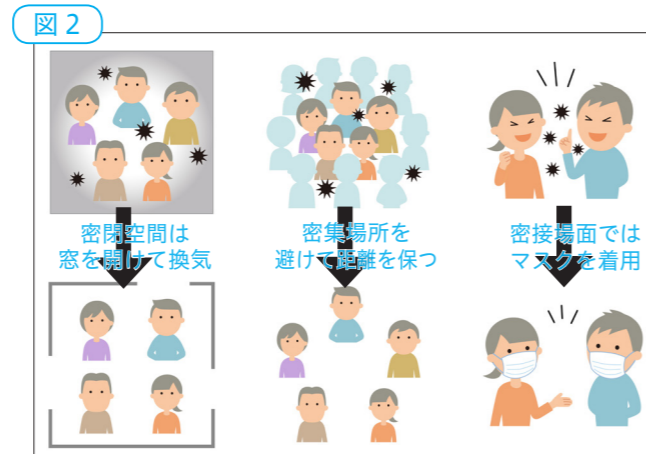 図2
密閉空間は
窓を開けて換気
密集場所を
避けて距離を保つ
密接場面では
マスクを着用